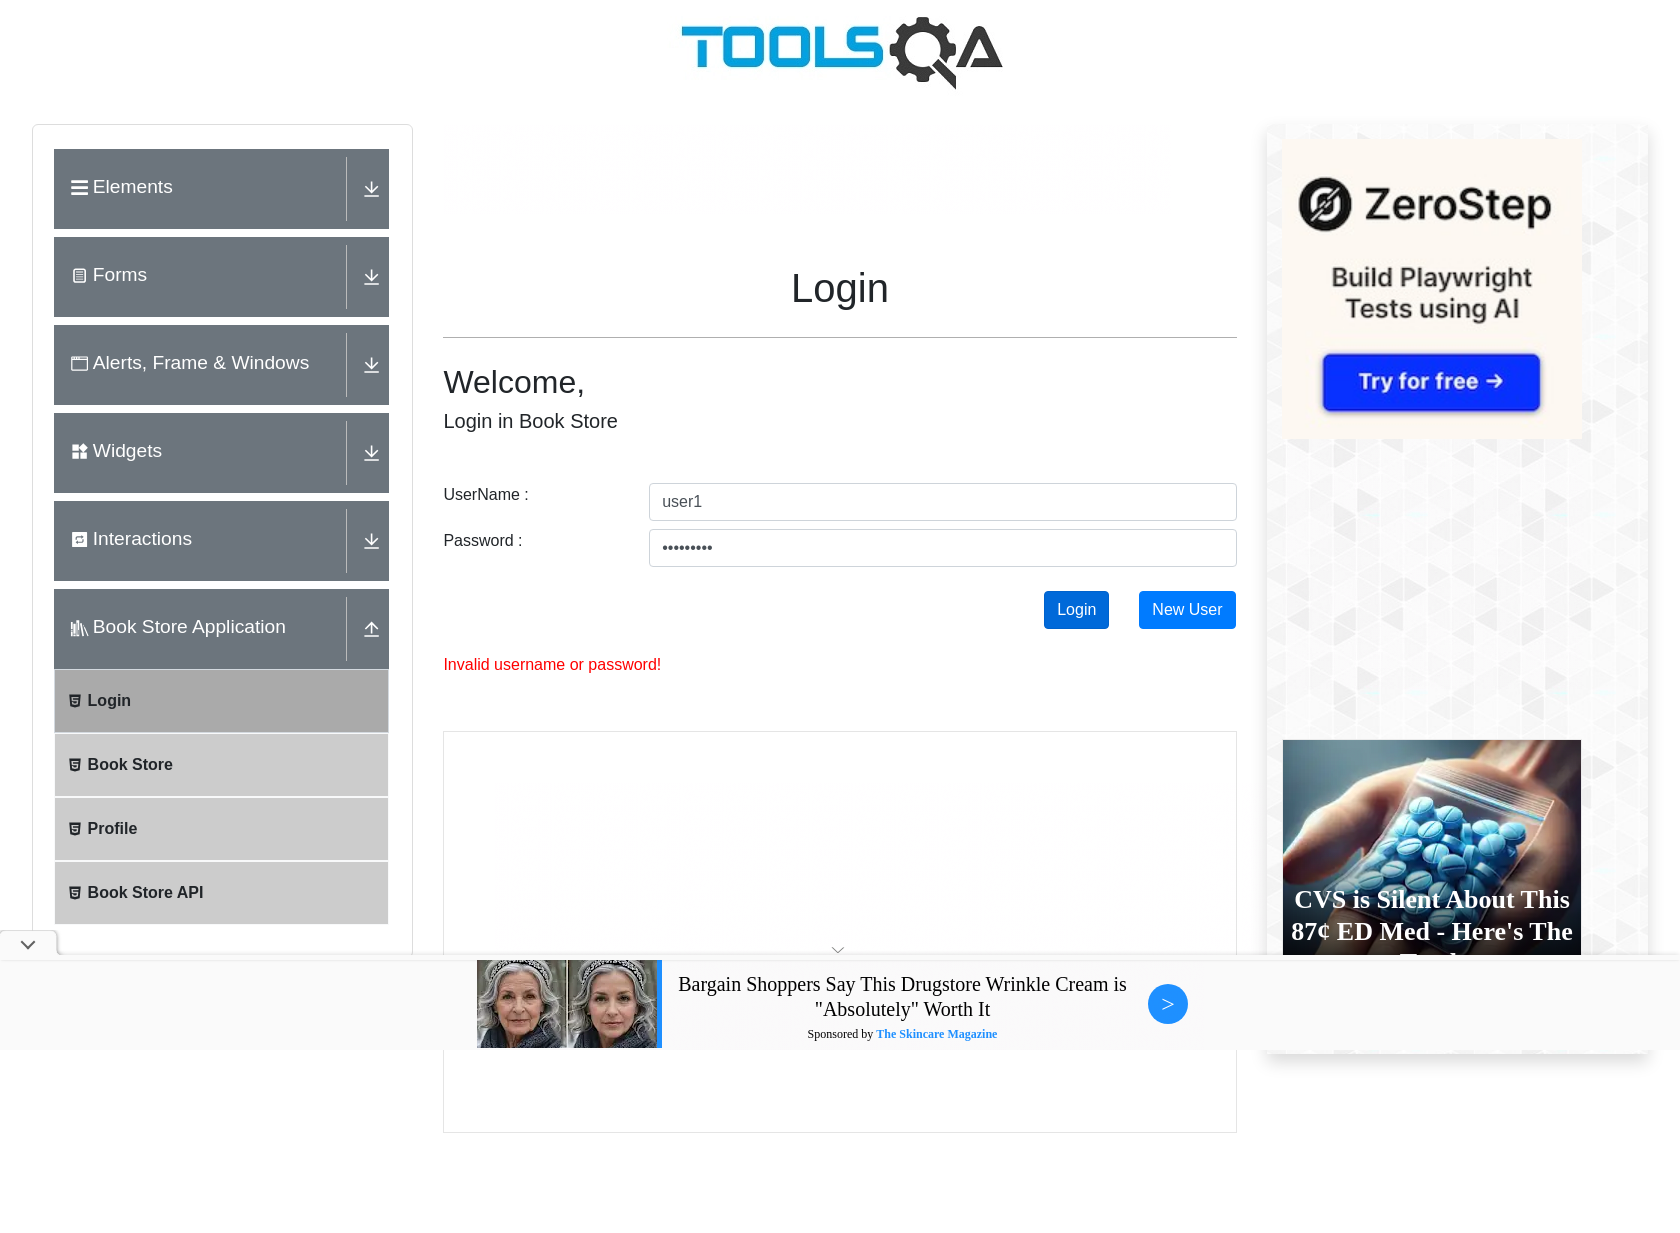 TOOLSQA
Elements
Forms
Alerts, Frame & Windows
Widgets
Interactions
Book Store Application
Login
Book Store
Profile
Book Store API
Login
Welcome,
Login in Book Store
UserName :
user1
Password :
•••••••••
Login
New User
Invalid username or password!
ZeroStep
Build Playwright
Tests using AI
Try for free →
CVS is Silent About This
87¢ ED Med - Here's The
Bargain Shoppers Say This Drugstore Wrinkle Cream is
"Absolutely" Worth It
Sponsored by The Skincare Magazine
>